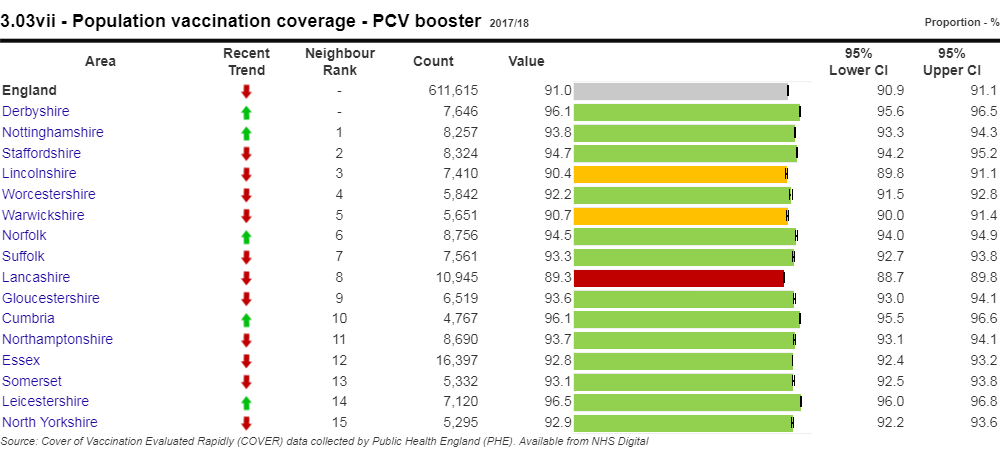 3.03vii - Population vaccination coverage - PCV booster 2017/18 Proportion - %
Area Recent Trend Neighbour Rank Count Value 95% Lower CI 95% Upper CI
England - 611,615 91.0 90.9 91.1
Derbyshire - 7,646 96.1 95.6 96.5
Nottinghamshire 1 8,257 93.8 93.3 94.3
Staffordshire 2 8,324 94.7 94.2 95.2
Lincolnshire 3 7,410 90.4 89.8 91.1
Worcestershire 4 5,842 92.2 91.5 92.8
Warwickshire 5 5,651 90.7 90.0 91.4
Norfolk 6 8,756 94.5 94.0 94.9
Suffolk 7 7,561 93.3 92.7 93.8
Lancashire 8 10,945 89.3 88.7 89.8
Gloucestershire 9 6,519 93.6 93.0 94.1
Cumbria 10 4,767 96.1 95.5 96.6
Northamptonshire 11 8,690 93.7 93.1 94.1
Essex 12 16,397 92.8 92.4 93.2
Somerset 13 5,332 93.1 92.5 93.8
Leicestershire 14 7,120 96.5 96.0 96.8
North Yorkshire 15 5,295 92.9 92.2 93.6
Source: Cover of Vaccination Evaluated Rapidly (COVER) data collected by Public Health England (PHE). Available from NHS Digital